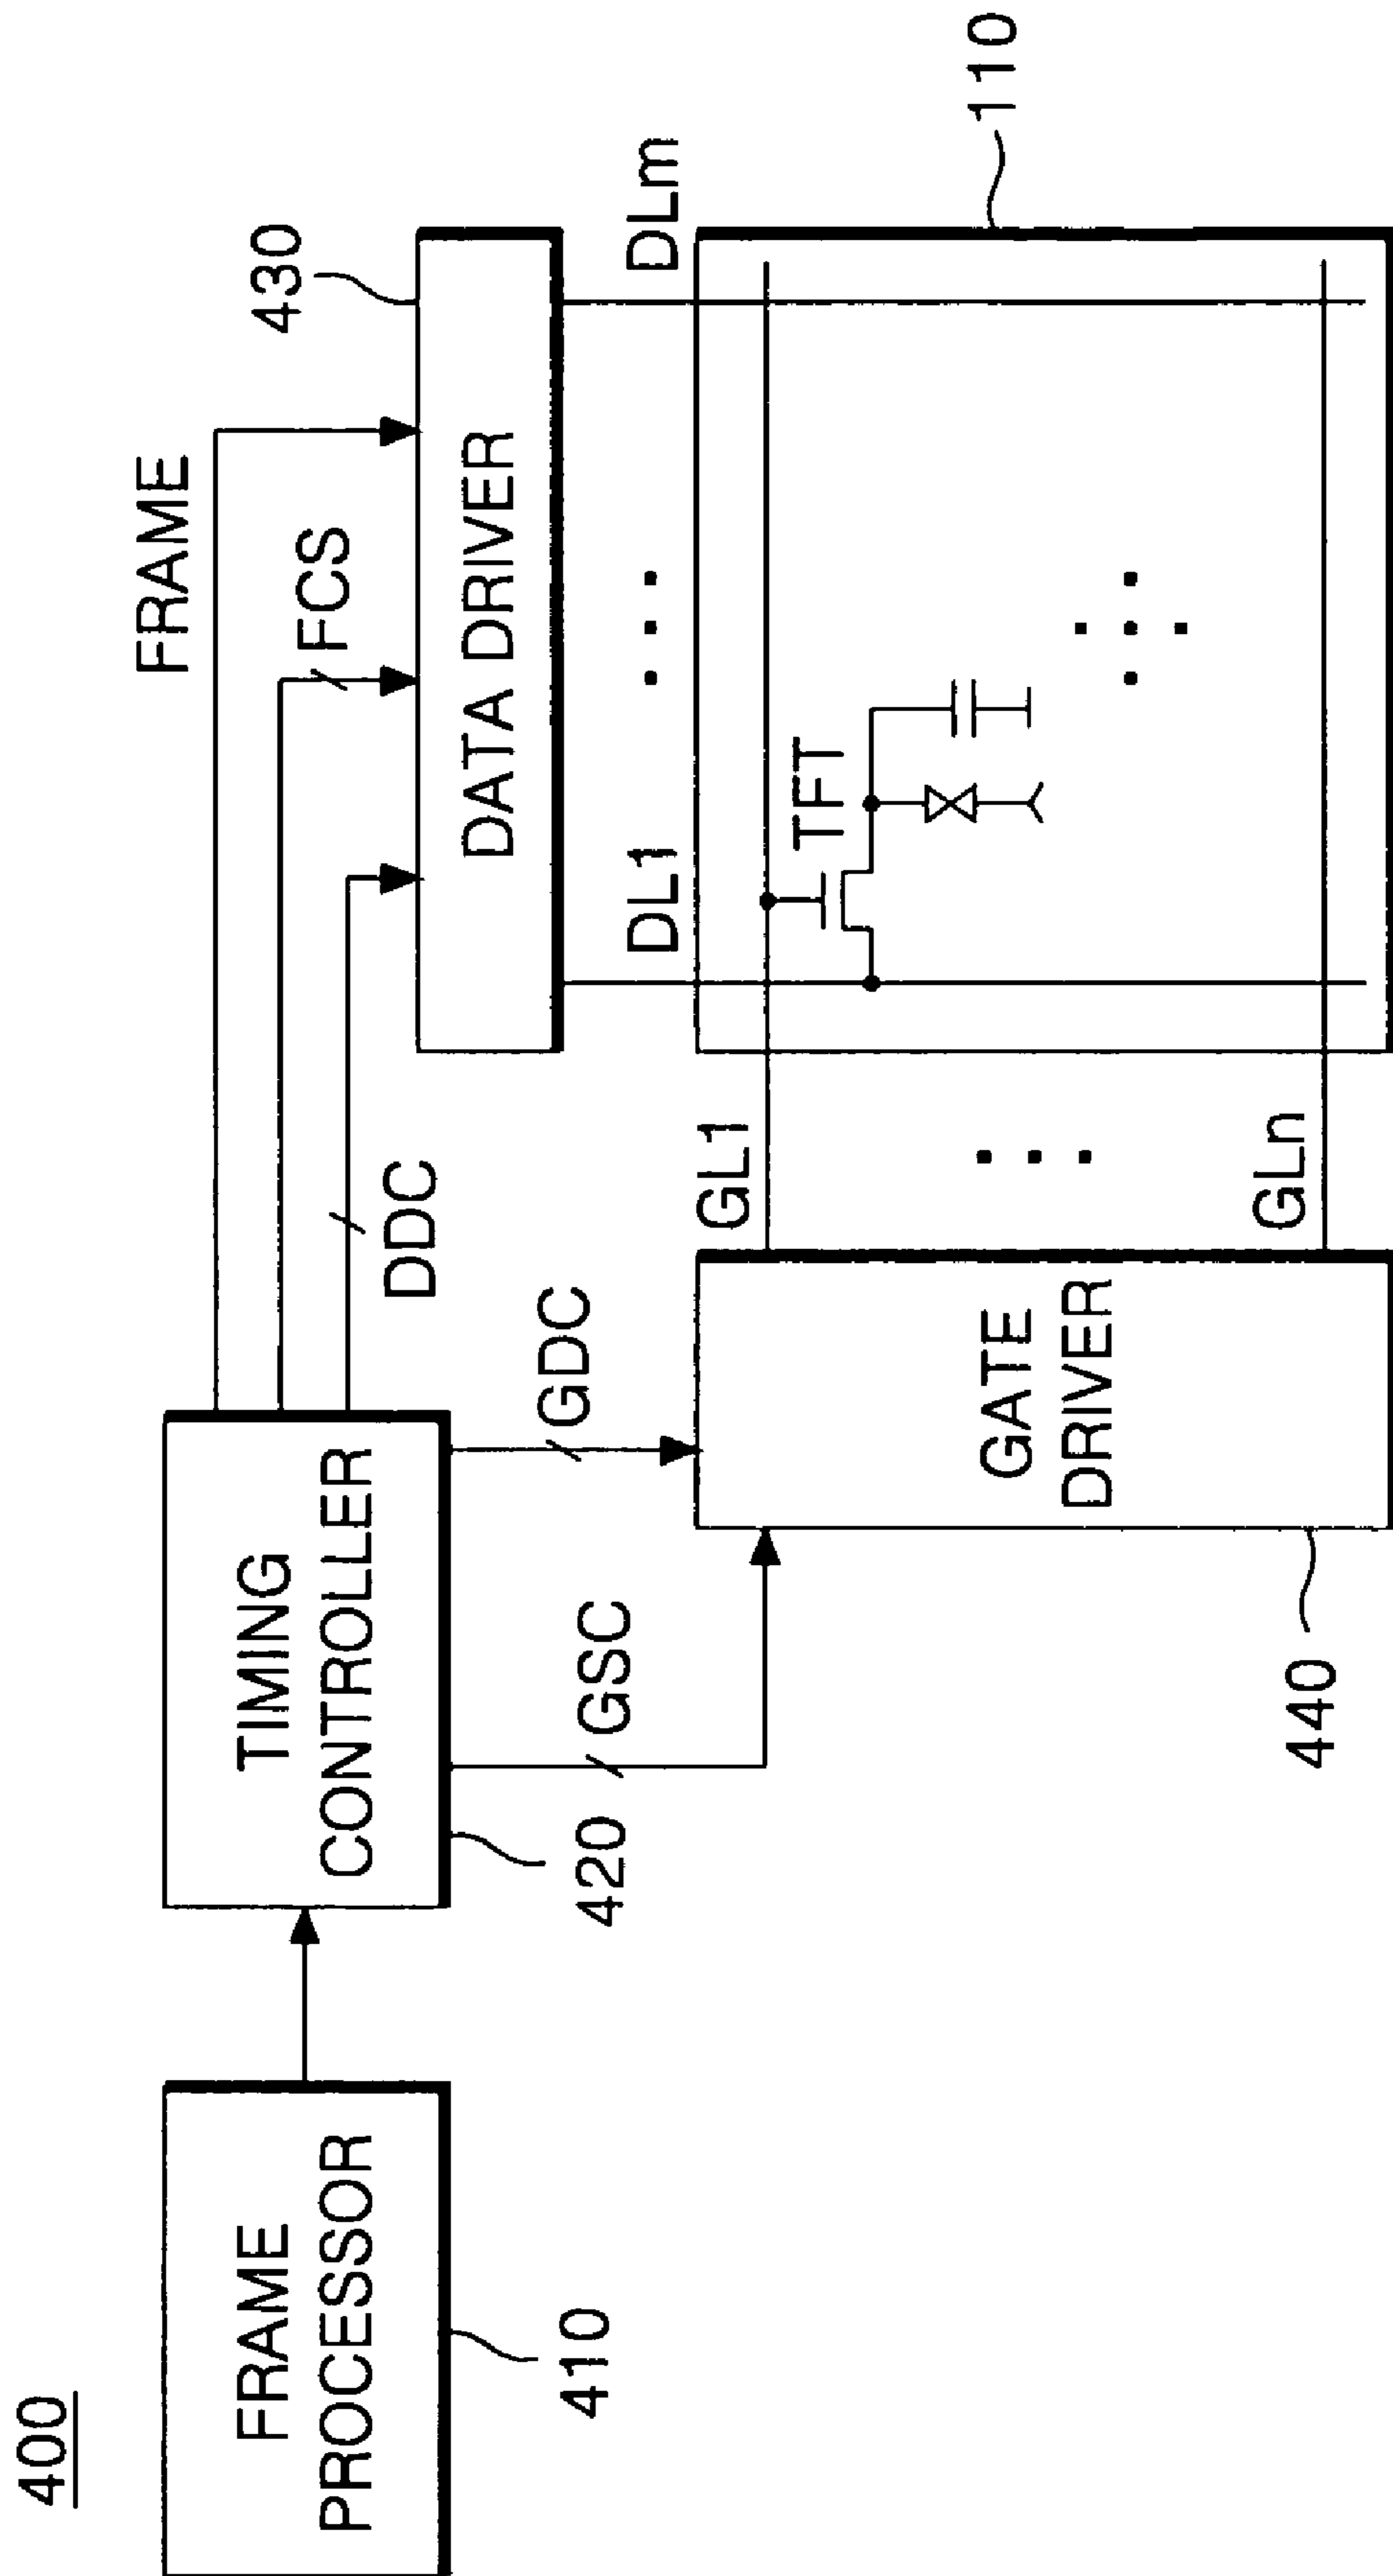 400
FRAME
PROCESSOR
410
TIMING
CONTROLLER
420
GSC
GDC
DDC
FCS
FRAME
DATA DRIVER
430
GATE
DRIVER
440
GL1
GLn
DL1
DLm
TFT
110